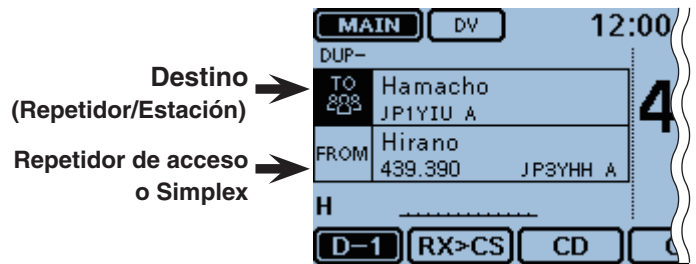 MAIN DV 12:00
DUP-
Destino
(Repetidor/Estación)
TO
Hamacho
JP1YIU A
4
Repetidor de acceso
o Simplex
FROM
Hirano
439.390 JP3YHH A
H
D-1 RX>CS CD